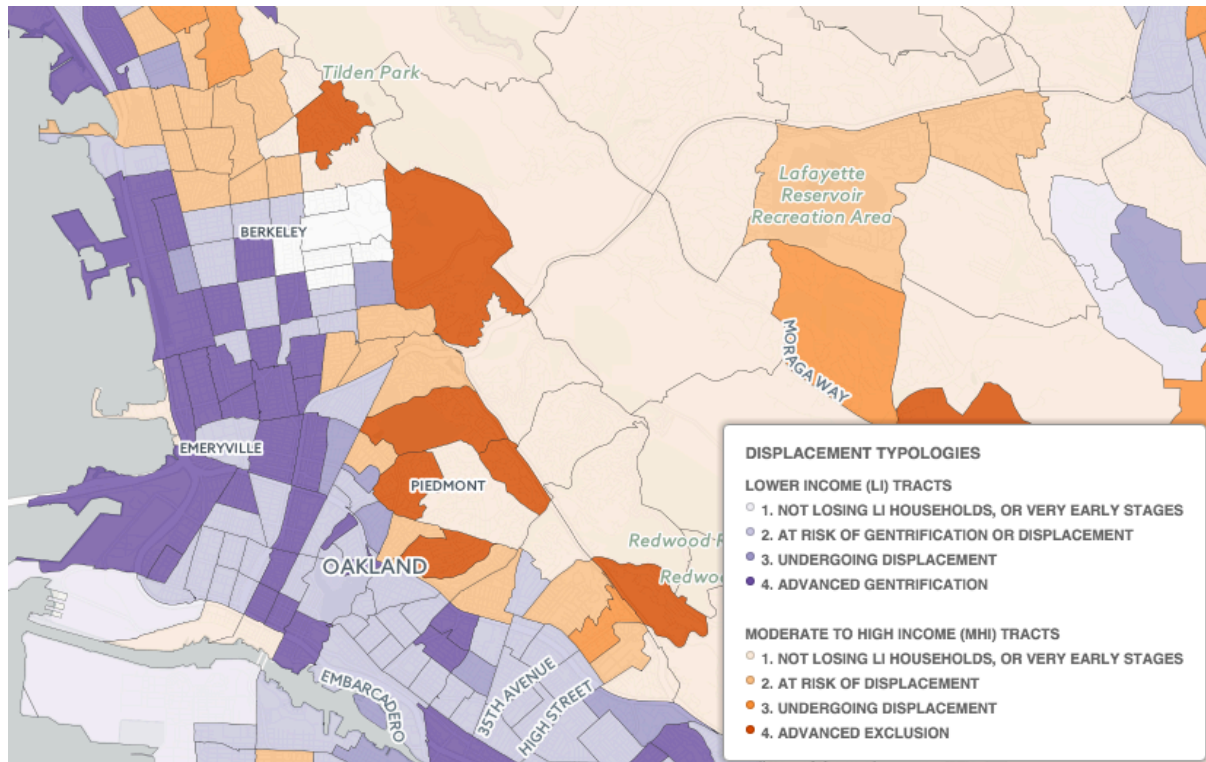 Tilden Park
Lafayette
Reservoir
Recreation Area
BERKELEY
MORAGA WAY
EMERYVILLE
PIEDMONT
OAKLAND
Redwood
Redwoo
EMBARCADERO
35TH AVENUE
HIGH STREET
DISPLACEMENT TYPOLOGIES
LOWER INCOME (LI) TRACTS
1. NOT LOSING LI HOUSEHOLDS, OR VERY EARLY STAGES
2. AT RISK OF GENTRIFICATION OR DISPLACEMENT
3. UNDERGOING DISPLACEMENT
4. ADVANCED GENTRIFICATION
MODERATE TO HIGH INCOME (MHI) TRACTS
1. NOT LOSING LI HOUSEHOLDS, OR VERY EARLY STAGES
2. AT RISK OF DISPLACEMENT
3. UNDERGOING DISPLACEMENT
4. ADVANCED EXCLUSION